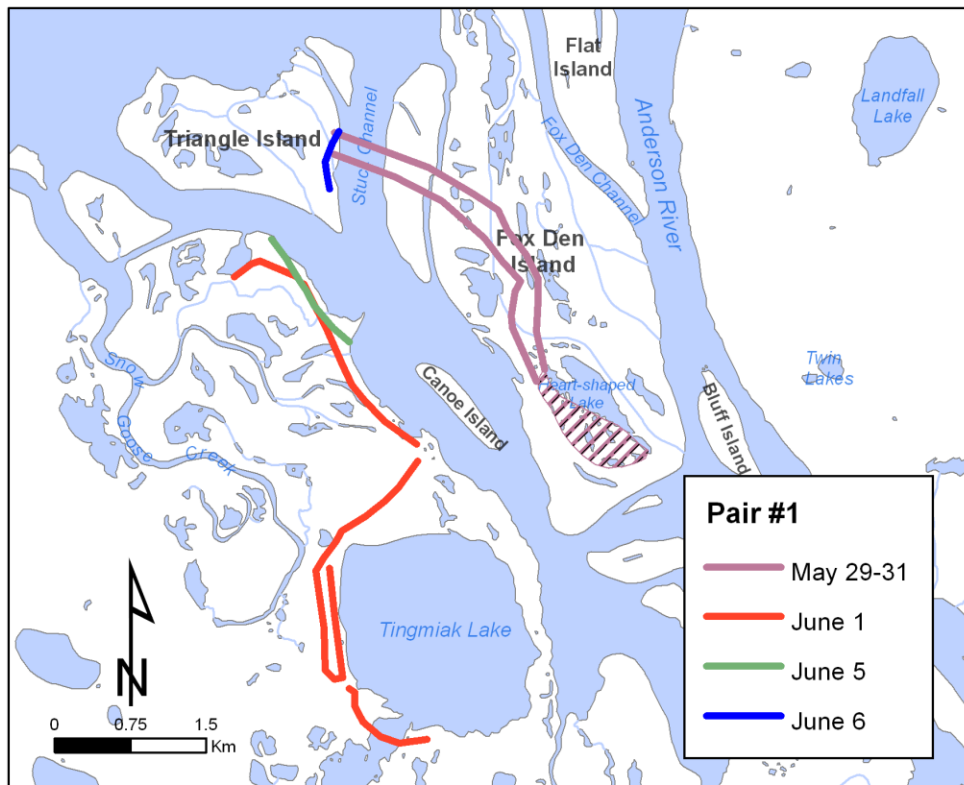 Flat
Island
Landfall
Lake
Triangle Island
Stuck Channel
Fox Den Channel
Anderson River
Fox Den
Island
Snow
Goose
Creek
Canoe Island
Heart-shaped
Lake
Twin
Lakes
Bluff Island
Tingmiak Lake
N
0 0.75 1.5
Km
Pair #1
May 29-31
June 1
June 5
June 6